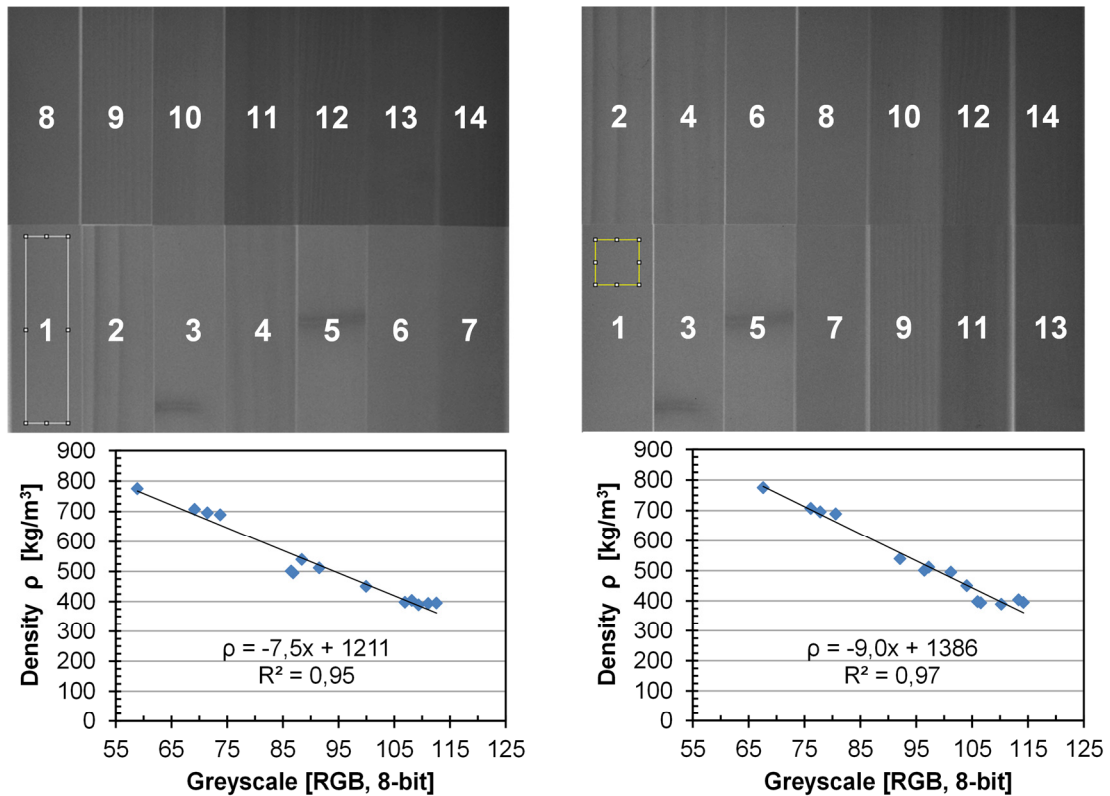 8 9 10 11 12 13 14
1 2 3 4 5 6 7
2 4 6 8 10 12 14
1 3 5 7 9 11 13
900
800
700
600
500
400
300
200
100
0
Density ρ [kg/m³]
ρ = -7,5x + 1211
R² = 0,95
55 65 75 85 95 105 115 125
Greyscale [RGB, 8-bit]
900
800
700
600
500
400
300
200
100
0
Density ρ [kg/m³]
ρ = -9,0x + 1386
R² = 0,97
55 65 75 85 95 105 115 125
Greyscale [RGB, 8-bit]